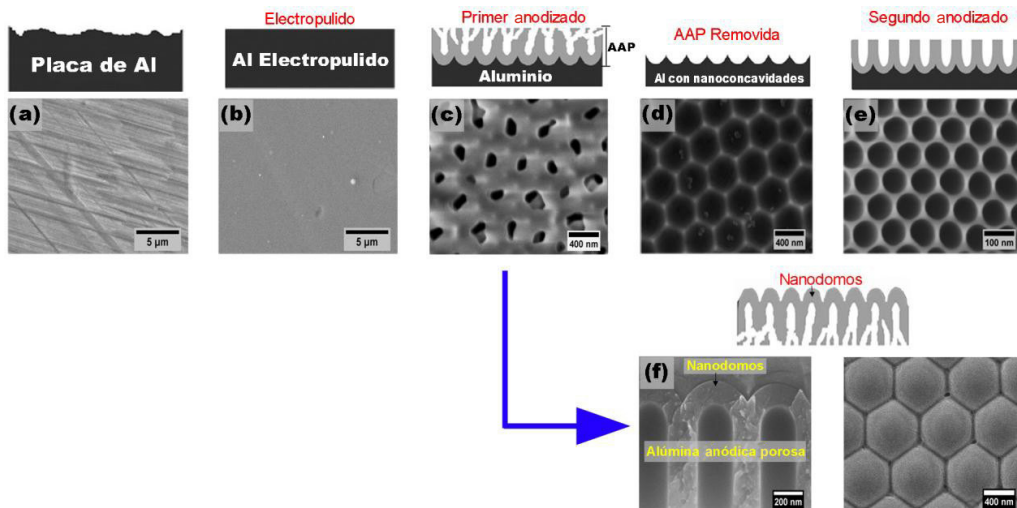 Electropulido
Primer anodizado
AAP Removida
Segundo anodizado
Placa de Al
Al Electropulido
AAP
Aluminio
Al con nanoconcavidades
(a)
(b)
(c)
(d)
(e)
5 µm
5 µm
400 nm
400 nm
100 nm
Nanodomos
(f)
Nanodomos
Alúmina anódica porosa
200 nm
400 nm